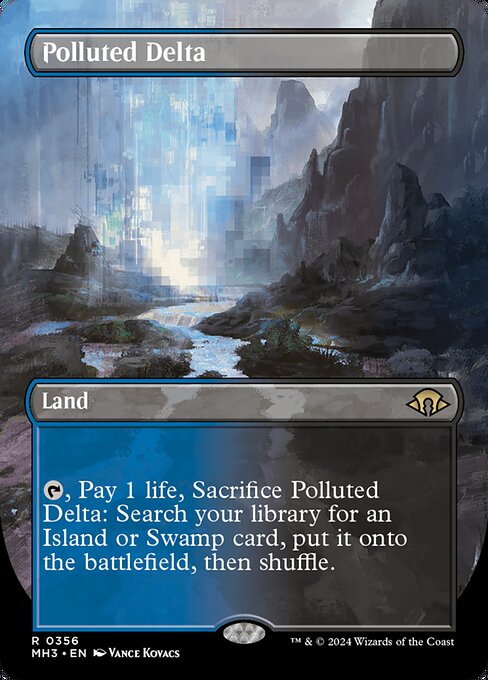 Polluted Delta
Land
, Pay 1 life, Sacrifice Polluted
Delta: Search your library for an
Island or Swamp card, put it onto
the battlefield, then shuffle.
R 0356
MH3 • EN Vance Kovacs
™ & © 2024 Wizards of the Coast